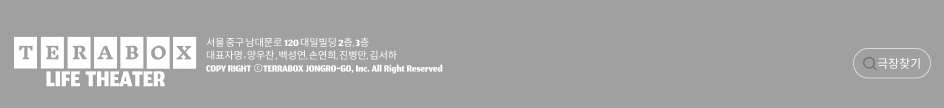 TERABOX
LIFE THEATER
서울 중구 남대문로 120 대일빌딩 2층, 3층
대표자명 : 양우찬, 백성연, 손연희, 진병만, 김서하
COPY RIGHT ⓒTERRABOX JONGRO-GO, Inc. All Right Reserved
극장찾기